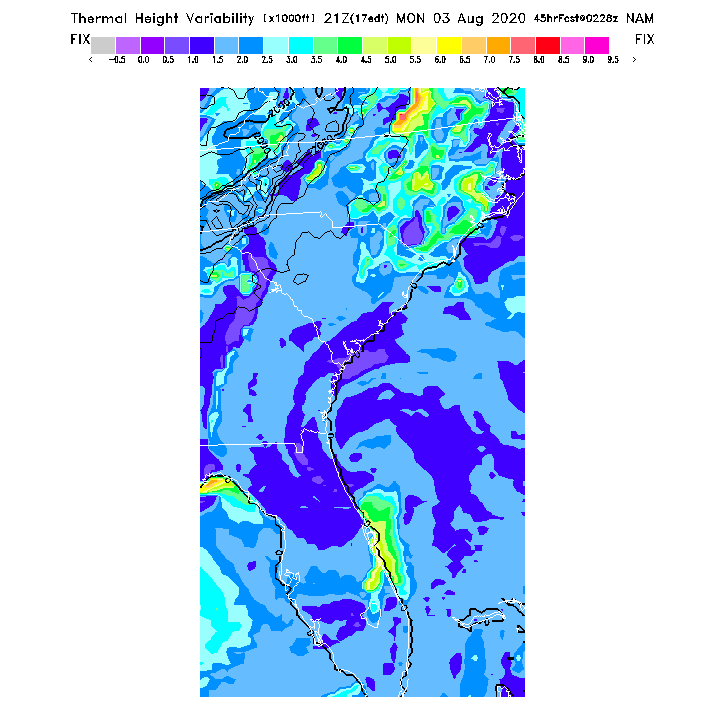 Thermal Height Variability [x1000ft] 21Z(17edt) MON 03 Aug 2020 45hrFcst@0228z NAM
FIX FIX
< -0.5 0.0 0.5 1.0 1.5 2.0 2.5 3.0 3.5 4.0 4.5 5.0 5.5 6.0 6.5 7.0 7.5 8.0 8.5 9.0 9.5 >
2000
2000
2000